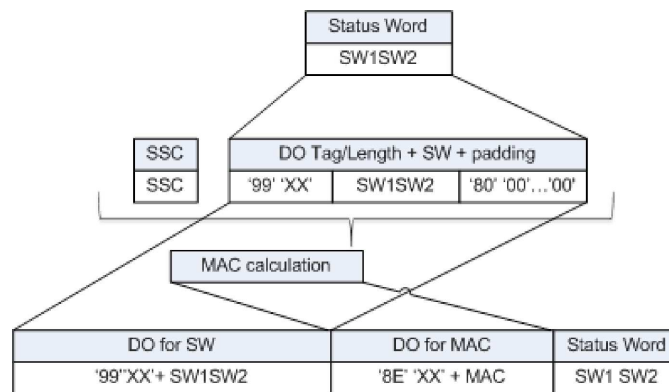 Status Word
SW1SW2
SSC
DO Tag/Length + SW + padding
SSC
‘99’ ‘XX’
SW1SW2
‘80’ ‘00’...‘00’
MAC calculation
DO for SW
DO for MAC
Status Word
‘99’‘XX’+ SW1SW2
‘8E’ ‘XX’ + MAC
SW1 SW2